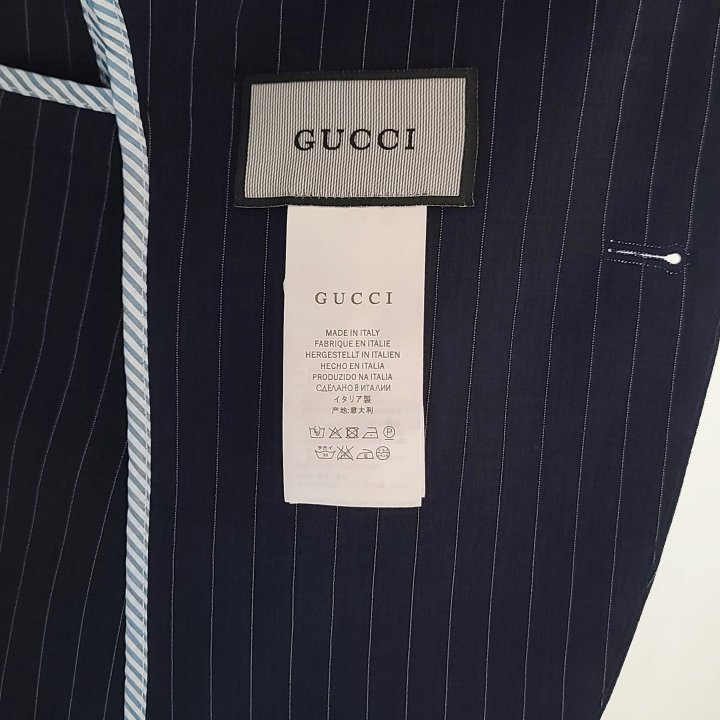 GUCCI
GUCCI
MADE IN ITALY
FABRIQUE EN ITALIE
HERGESTELLT IN ITALIEN
HECHO EN ITALIA
PRODUZIDO NA ITALIA
СДЕЛАНО В ИТАЛИИ
イタリア製
产地:意大利
P